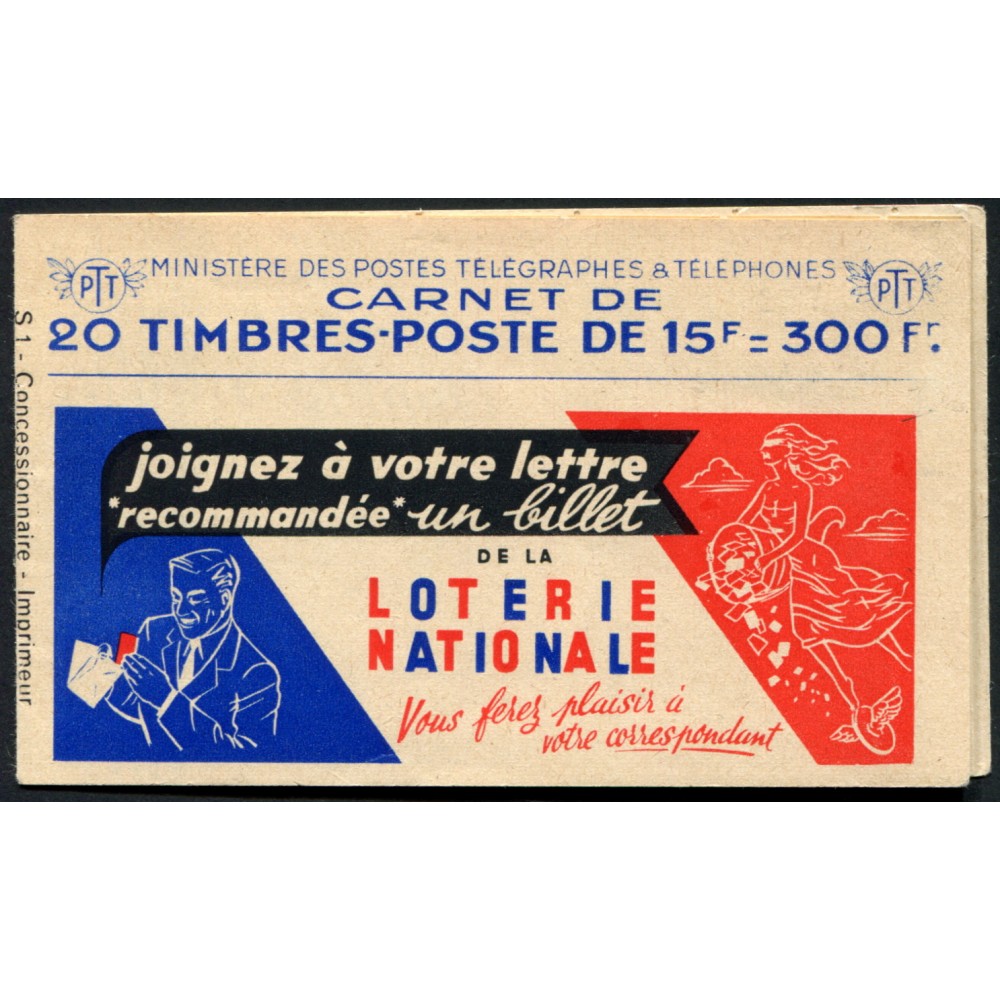 PTT MINISTÈRE DES POSTES TÉLÉGRAPHES & TÉLÉPHONES PTT
CARNET DE
20 TIMBRES-POSTE DE 15F = 300 Fr.
S 1 - Concessionnaire - Imprimeur
joignez à votre lettre
*recommandée* un billet
DE LA
LOTERIE
NATIONALE
Vous ferez plaisir à
votre correspondant